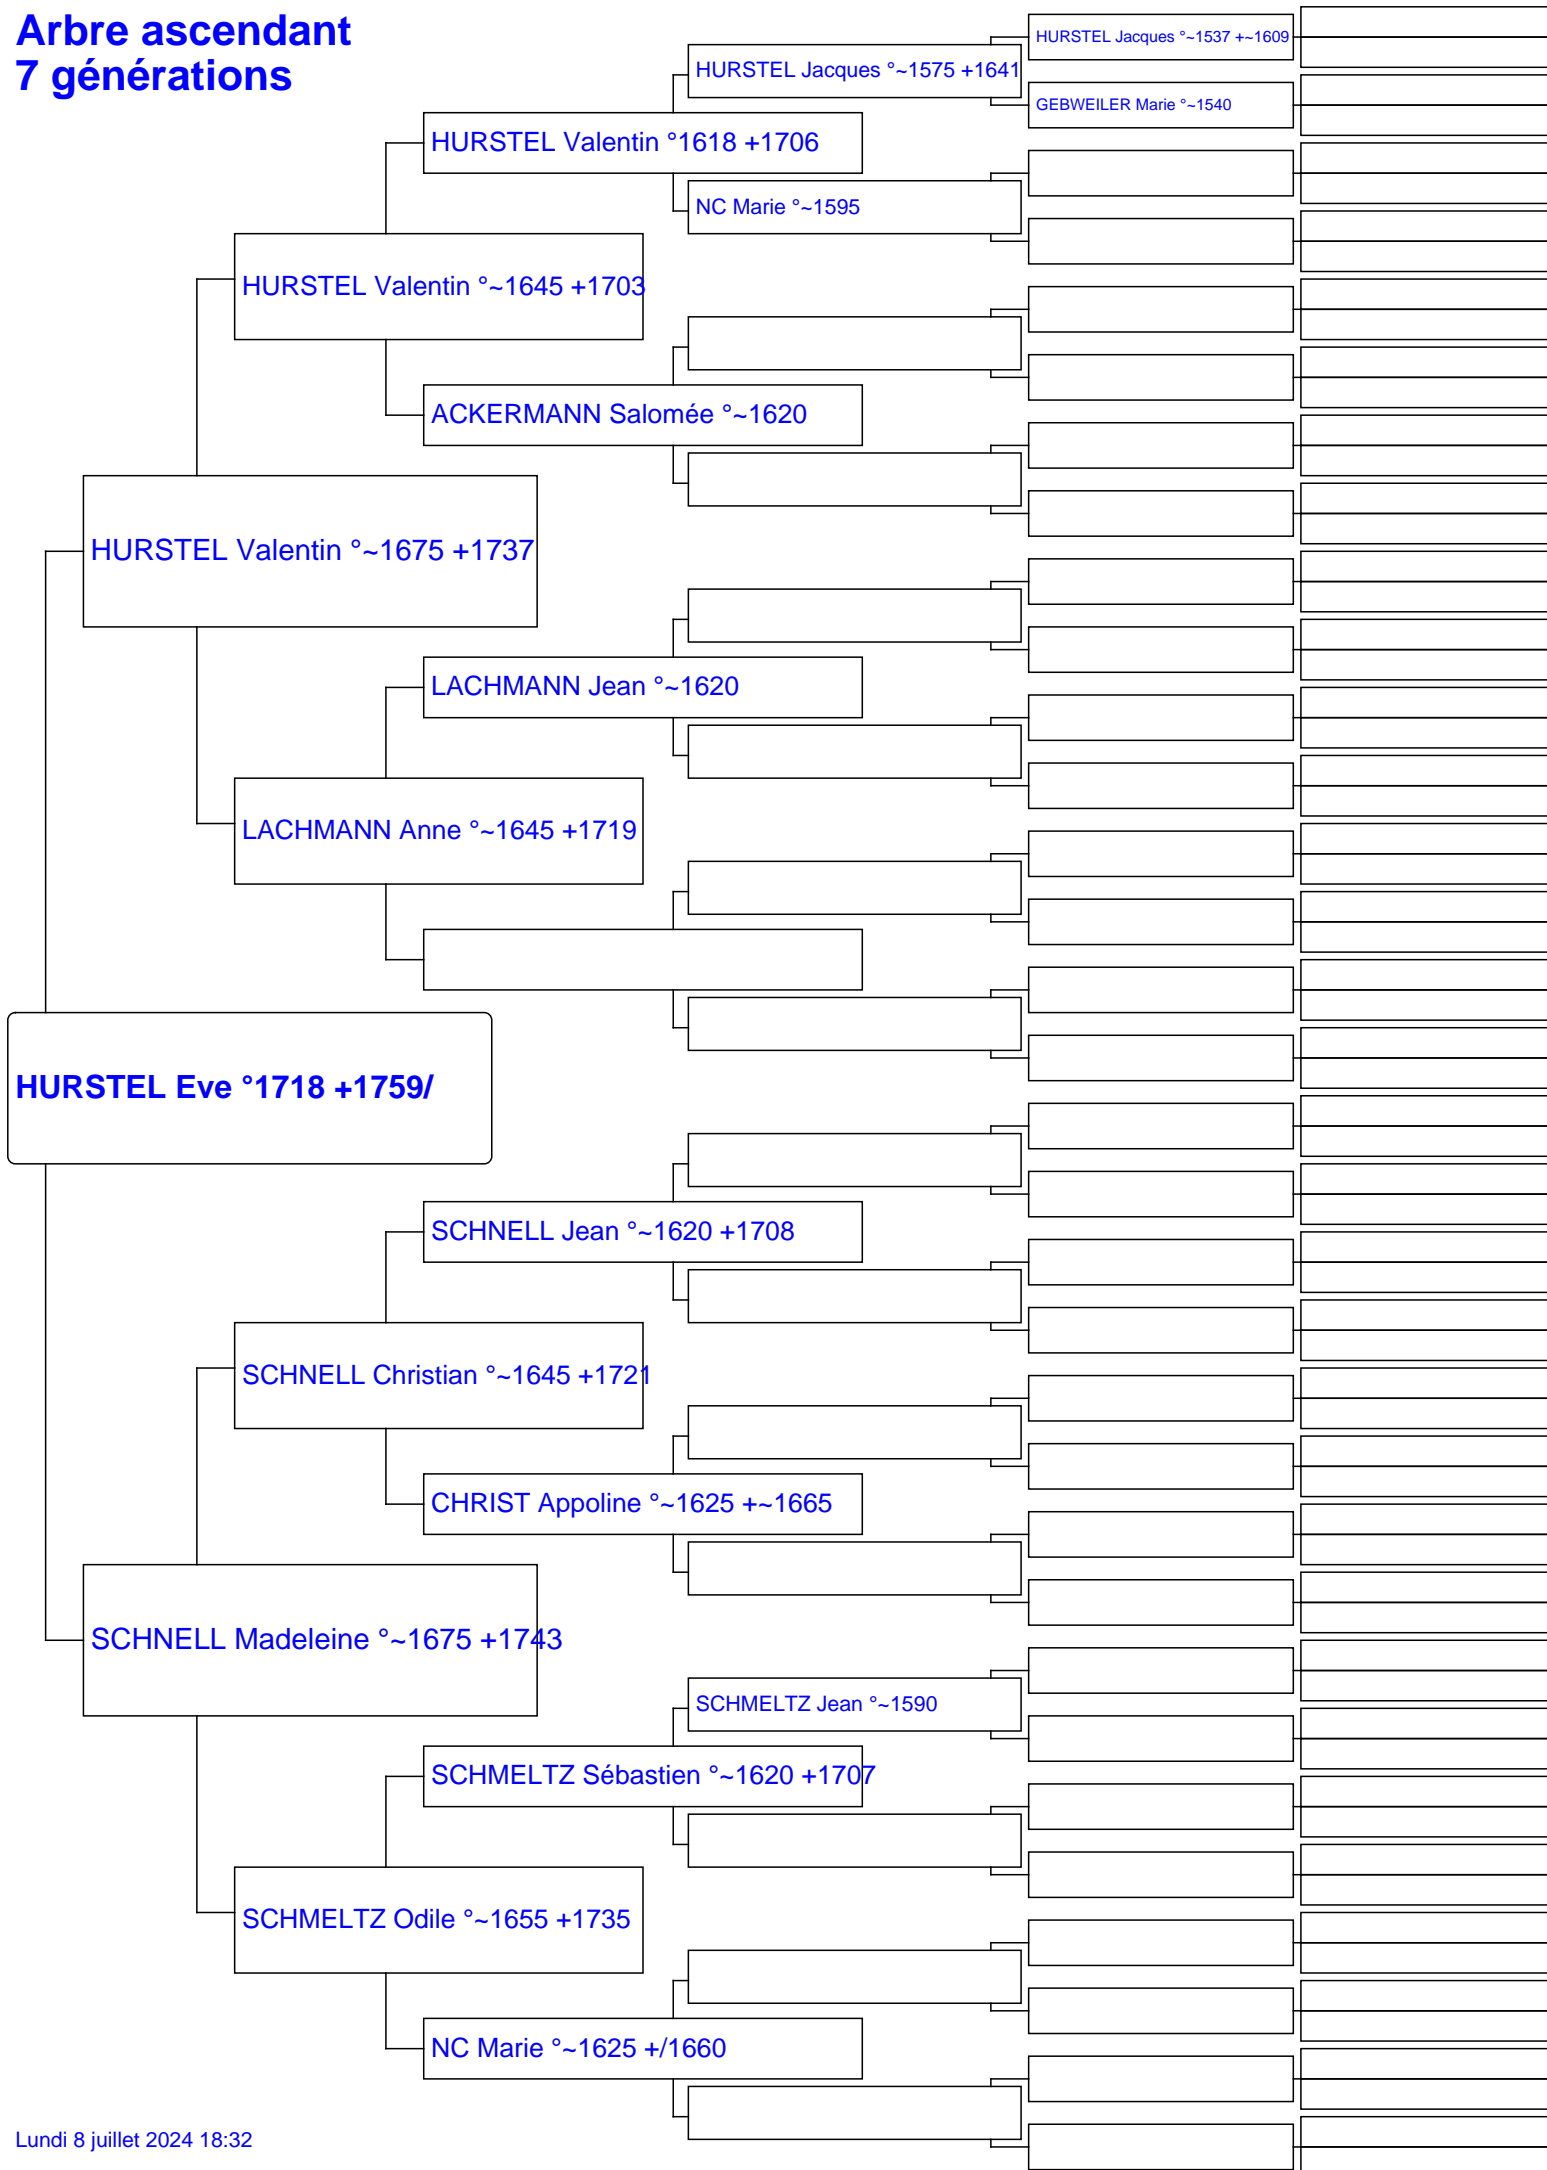 Arbre ascendant
7 générations
HURSTEL Jacques °~1537 +~1609
HURSTEL Jacques °~1575 +1641
GEBWEILER Marie °~1540
HURSTEL Valentin °1618 +1706
NC Marie °~1595
HURSTEL Valentin °~1645 +1703
ACKERMANN Salomée °~1620
HURSTEL Valentin °~1675 +1737
LACHMANN Jean °~1620
LACHMANN Anne °~1645 +1719
HURSTEL Eve °1718 +1759/
SCHNELL Jean °~1620 +1708
SCHNELL Christian °~1645 +1721
CHRIST Appoline °~1625 +~1665
SCHNELL Madeleine °~1675 +1743
SCHMELTZ Jean °~1590
SCHMELTZ Sébastien °~1620 +1707
SCHMELTZ Odile °~1655 +1735
NC Marie °~1625 +/1660
Lundi 8 juillet 2024 18:32